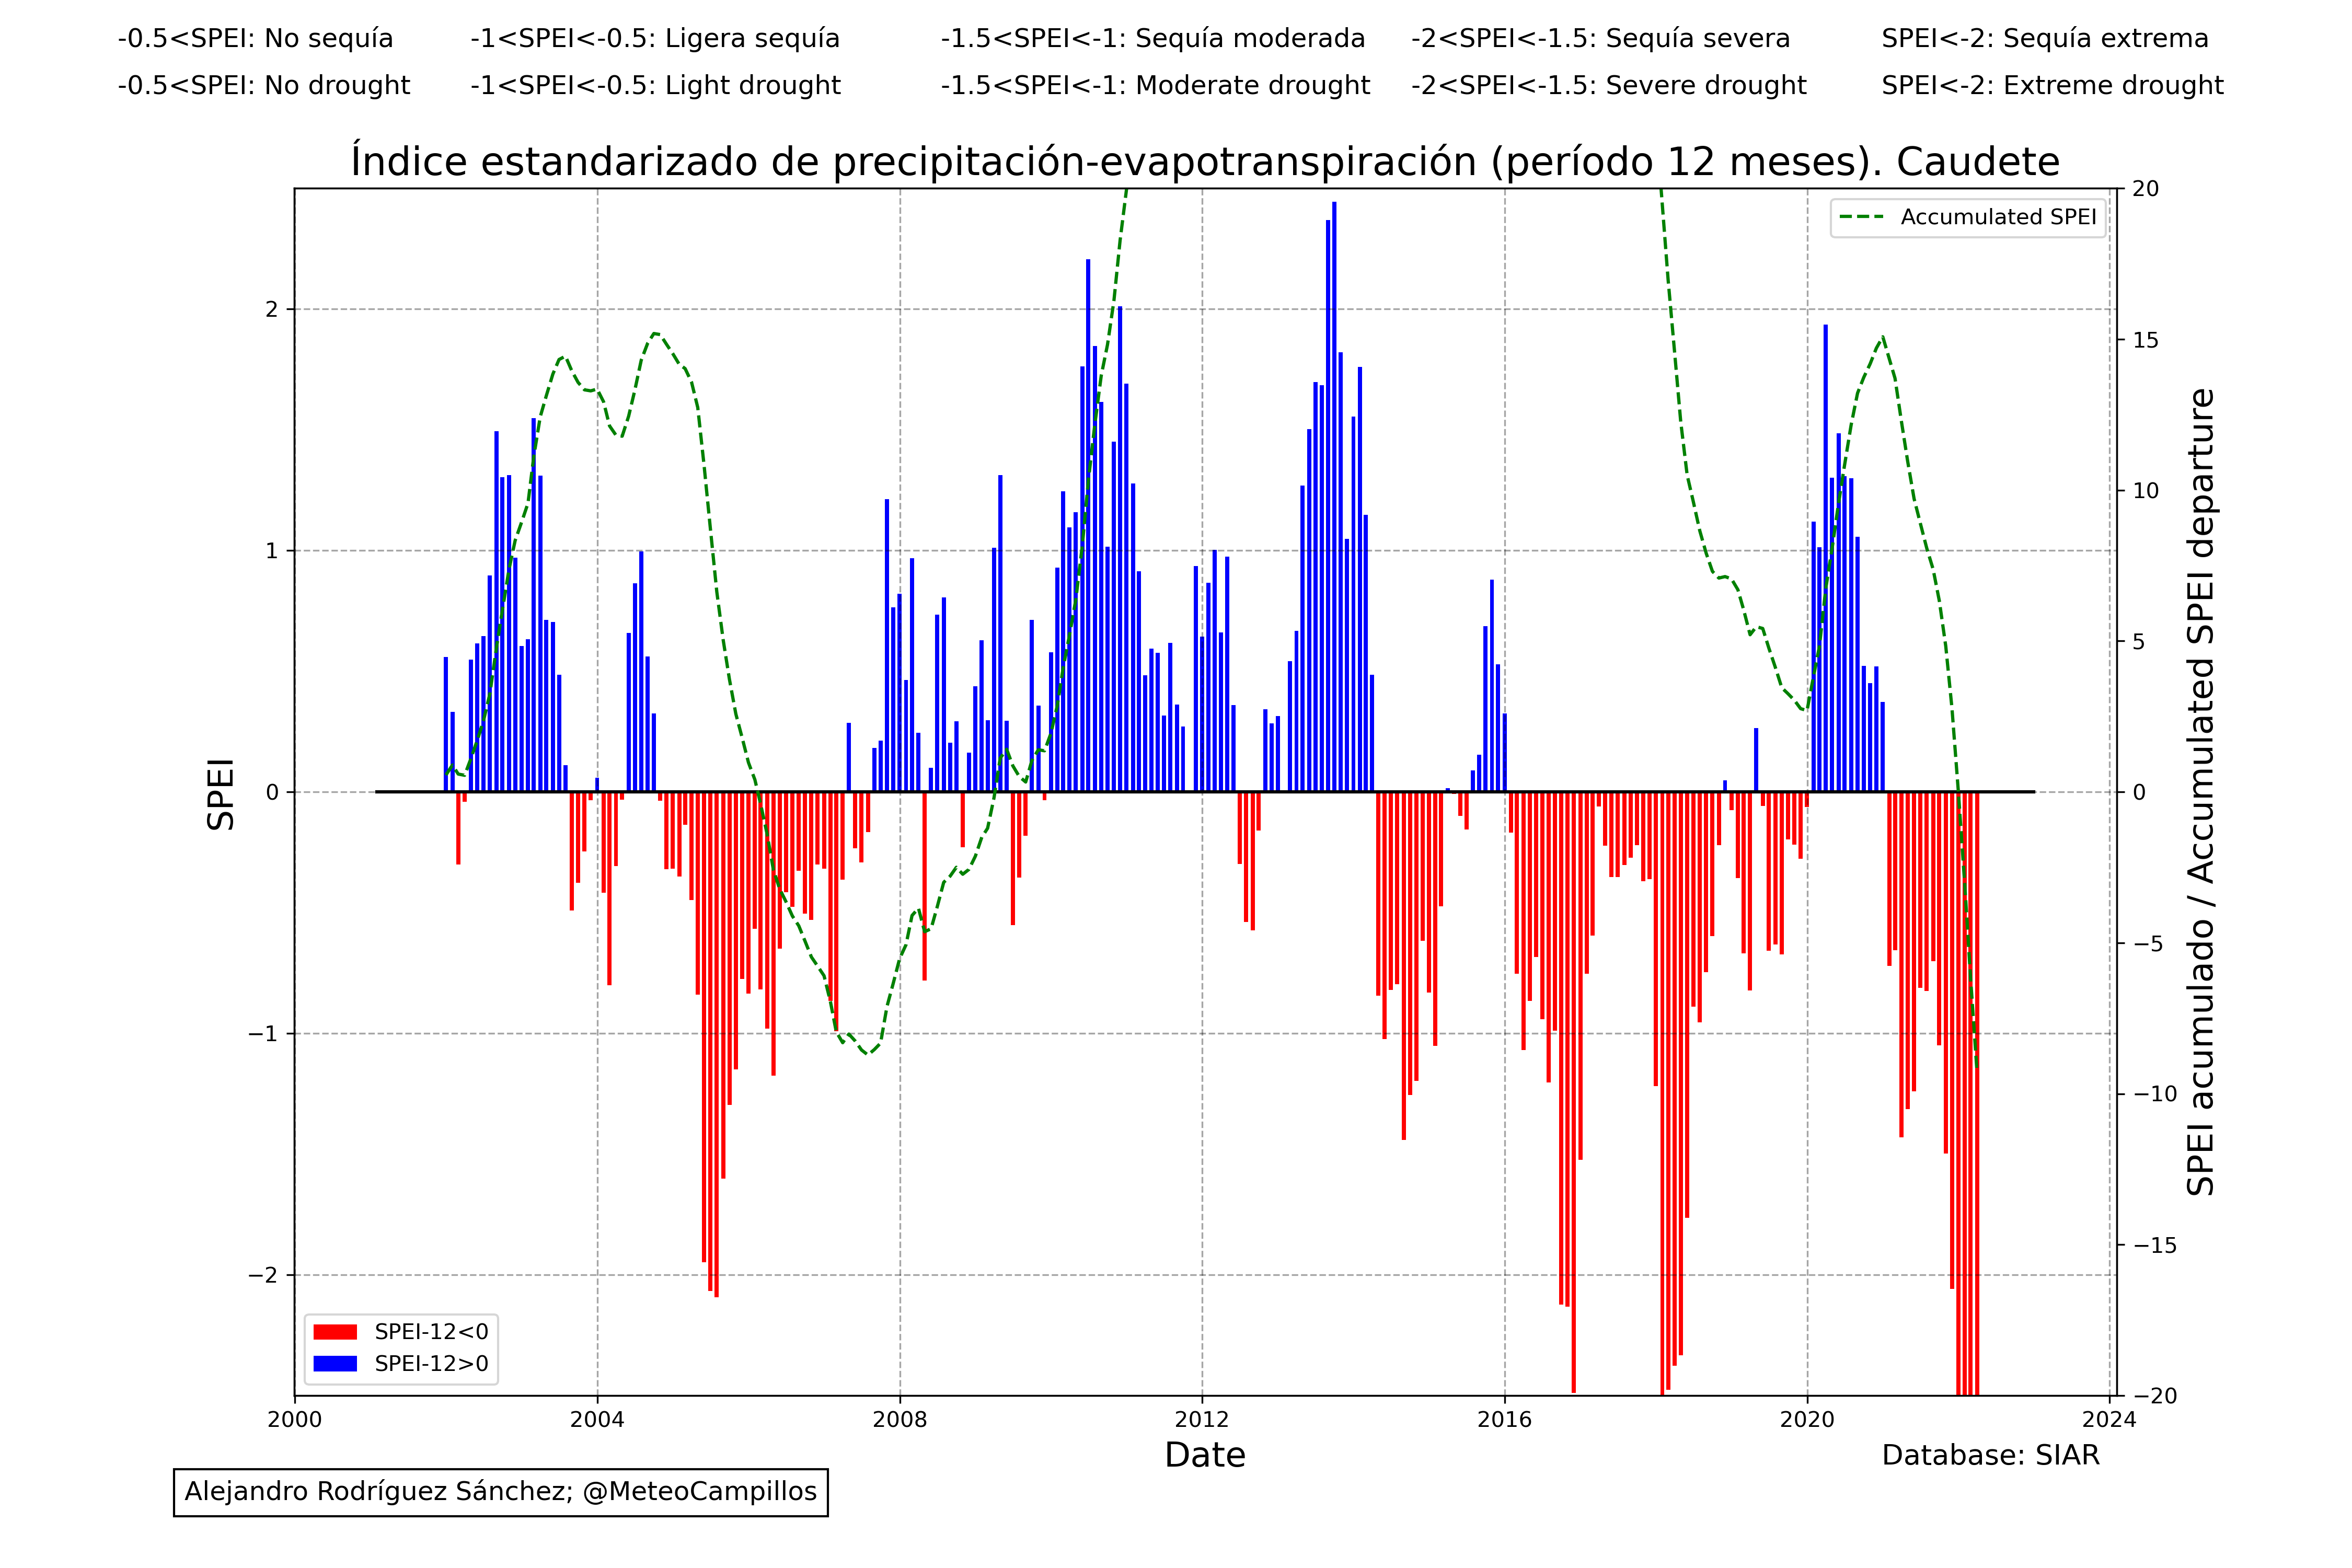 -0.5<SPEI: No sequía -1<SPEI<-0.5: Ligera sequía -1.5<SPEI<-1: Sequía moderada -2<SPEI<-1.5: Sequía severa SPEI<-2: Sequía extrema
-0.5<SPEI: No drought -1<SPEI<-0.5: Light drought -1.5<SPEI<-1: Moderate drought -2<SPEI<-1.5: Severe drought SPEI<-2: Extreme drought
Índice estandarizado de precipitación-evapotranspiración (período 12 meses). Caudete
Accumulated SPEI
SPEI
2
1
0
−1
−2
20
15
10
5
0
−5
−10
−15
−20
SPEI acumulado / Accumulated SPEI departure
SPEI-12<0
SPEI-12>0
2000 2004 2008 2012 2016 2020 2024
Date
Database: SIAR
Alejandro Rodríguez Sánchez; @MeteoCampillos